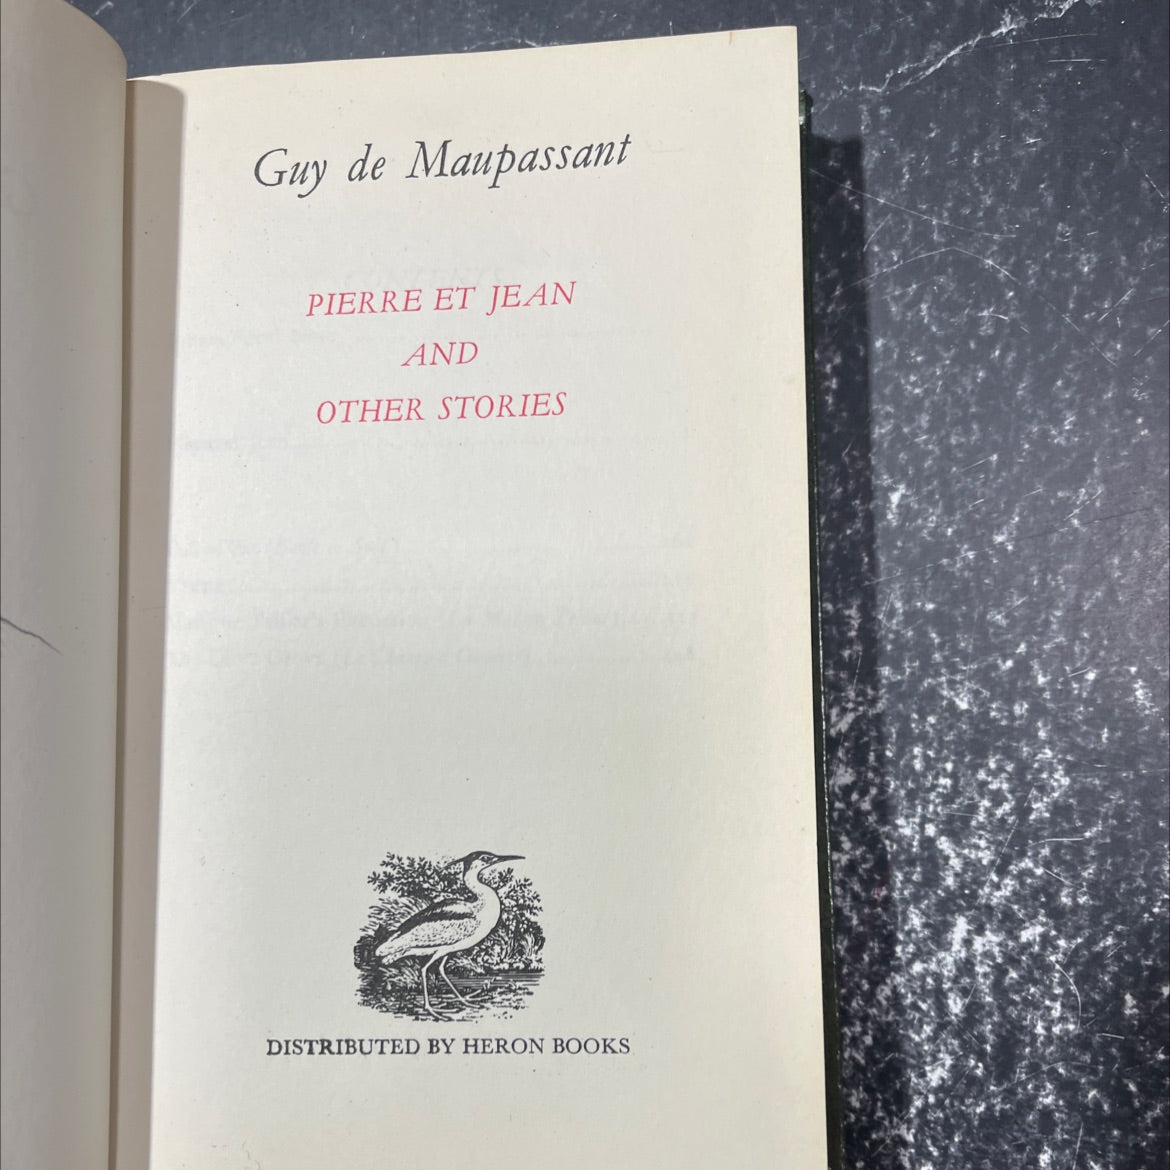 Guy de Maupassant
PIERRE ET JEAN
AND
OTHER STORIES
DISTRIBUTED BY HERON BOOKS